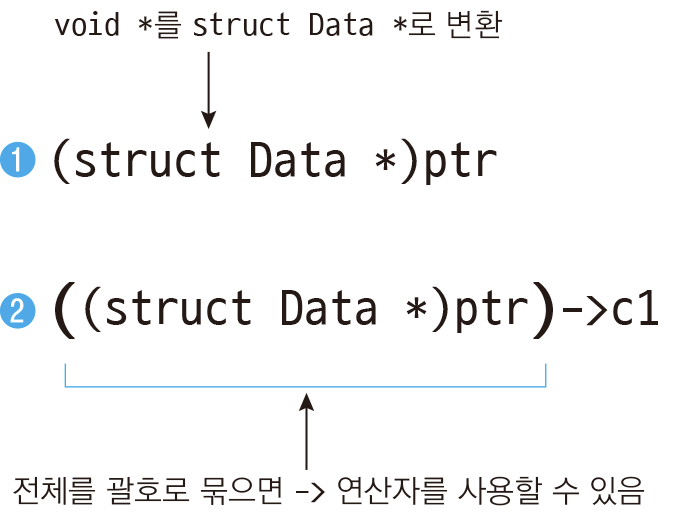 void *를 struct Data *로 변환
1 (struct Data *)ptr
2 ((struct Data *)ptr)->c1
전체를 괄호로 묶으면 -> 연산자를 사용할 수 있음